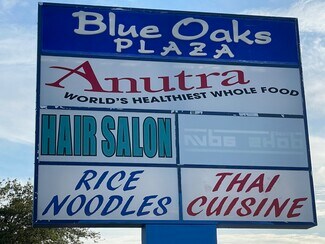 Blue Oaks
PLAZA
Anutra
WORLD'S HEALTHIEST WHOLE FOOD
HAIR SALON
RICE
NOODLES
THAI
CUISINE